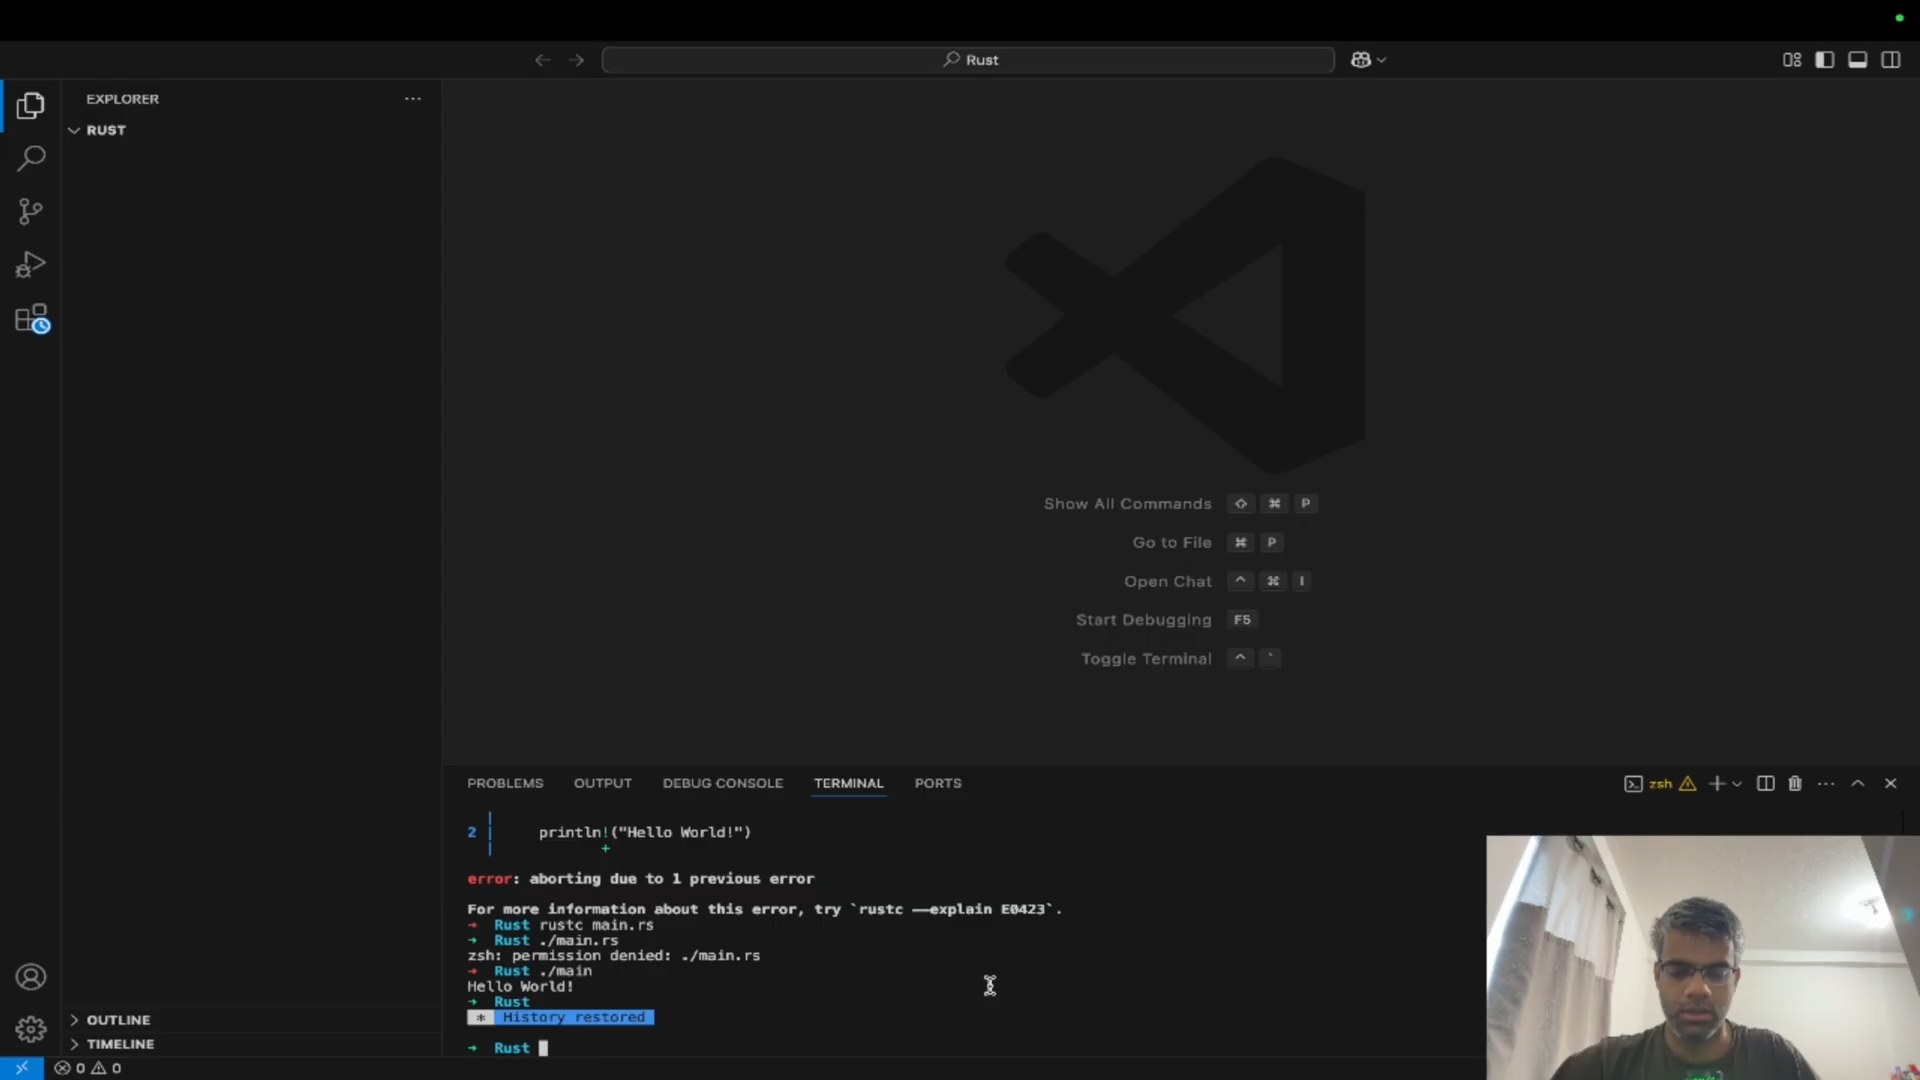 Rust
EXPLORER
RUST
Show All Commands ⇧ ⌘ P
Go to File ⌘ P
Open Chat ^ ⌘ I
Start Debugging F5
Toggle Terminal ^ `
PROBLEMS OUTPUT DEBUG CONSOLE TERMINAL PORTS
zsh
2 println!("Hello World!")
+
error: aborting due to 1 previous error
For more information about this error, try `rustc --explain E0423`.
→ Rust rustc main.rs
→ Rust ./main.rs
zsh: permission denied: ./main.rs
→ Rust ./main
Hello World!
→ Rust
* History restored
→ Rust
OUTLINE
TIMELINE
0 0